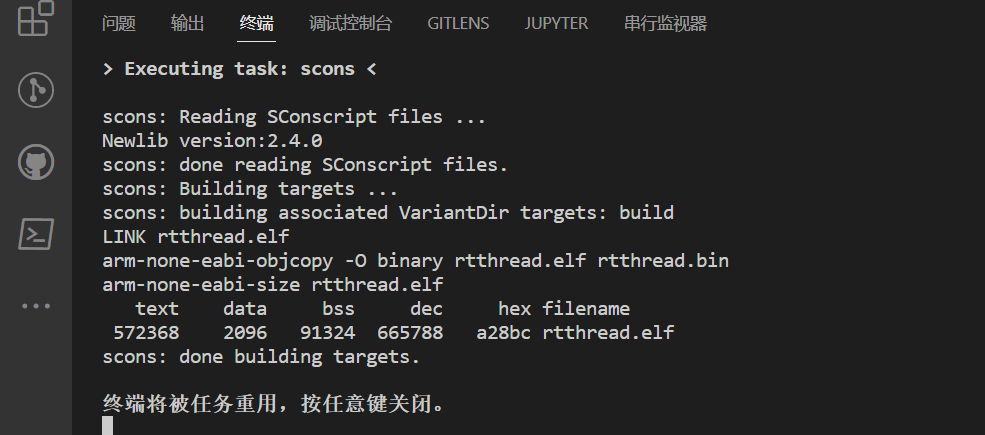 问题 输出 终端 调试控制台 GITLENS JUPYTER 串行监视器
> Executing task: scons <
scons: Reading SConscript files ...
Newlib version:2.4.0
scons: done reading SConscript files.
scons: Building targets ...
scons: building associated VariantDir targets: build
LINK rtthread.elf
arm-none-eabi-objcopy -O binary rtthread.elf rtthread.bin
arm-none-eabi-size rtthread.elf
text data bss dec hex filename
572368 2096 91324 665788 a28bc rtthread.elf
scons: done building targets.
终端将被任务重用，按任意键关闭。